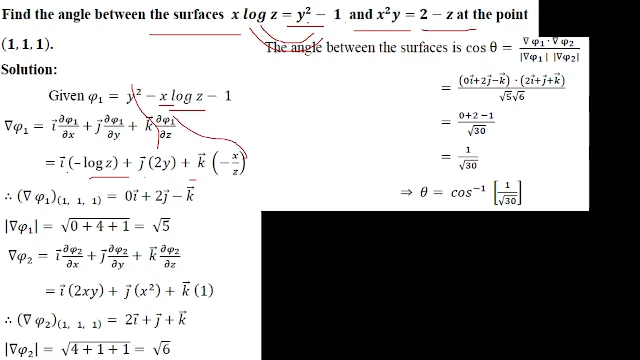 Find the angle between the surfaces x log z = y² − 1 and x²y = 2 − z at the point
(1, 1, 1).
Solution:
Given φ₁ = y² − x log z − 1
∇φ₁ = i⃗ ∂φ₁/∂x + j⃗ ∂φ₁/∂y + k⃗ ∂φ₁/∂z
= i⃗ (− log z) + j⃗ (2y) + k⃗ (− x/z)
∴ (∇ φ₁)₍₁, ₁, ₁₎ = 0i⃗ + 2j⃗ − k⃗
|∇φ₁| = √(0 + 4 + 1) = √5
∇φ₂ = i⃗ ∂φ₂/∂x + j⃗ ∂φ₂/∂y + k⃗ ∂φ₂/∂z
= i⃗ (2xy) + j⃗ (x²) + k⃗ (1)
∴ (∇ φ₂)₍₁, ₁, ₁₎ = 2i⃗ + j⃗ + k⃗
|∇φ₂| = √(4 + 1 + 1) = √6
The angle between the surfaces is cos θ = (∇ φ₁ · ∇ φ₂)/(|∇φ₁| |∇φ₂|)
= ((0i⃗+2j⃗−k⃗) · (2i⃗+j⃗+k⃗))/(√5√6)
= (0+2−1)/√30
= 1/√30
⇒ θ = cos⁻¹ [1/√30]